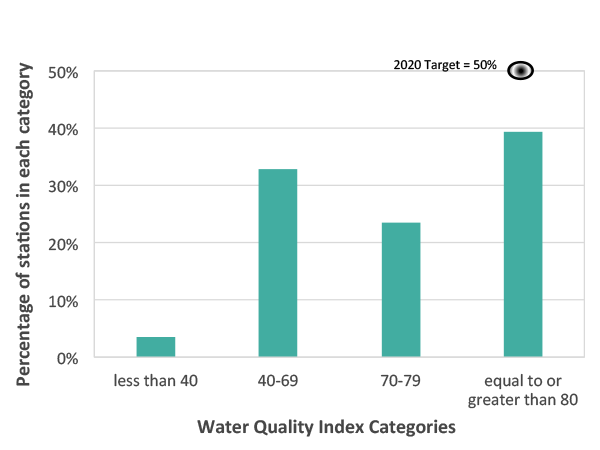 2020 Target = 50%
Percentage of stations in each category
50%
40%
30%
20%
10%
0%
less than 40
40-69
70-79
equal to or
greater than 80
Water Quality Index Categories